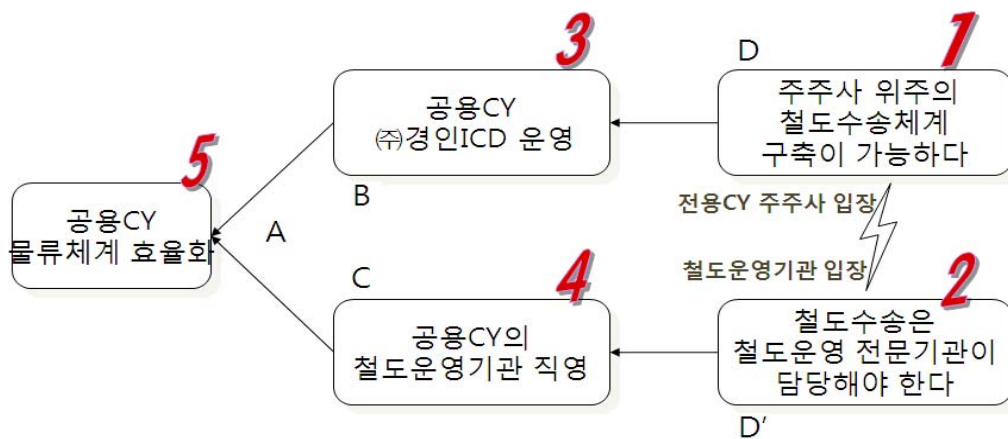 3
D
1
공용CY
㈜경인ICD 운영
주주사 위주의
철도수송체계
구축이 가능하다
5
B
전용CY 주주사 입장
공용CY
물류체계 효율화
A
철도운영기관 입장
C
4
2
공용CY의
철도운영기관 직영
철도수송은
철도운영 전문기관이
담당해야 한다
D’